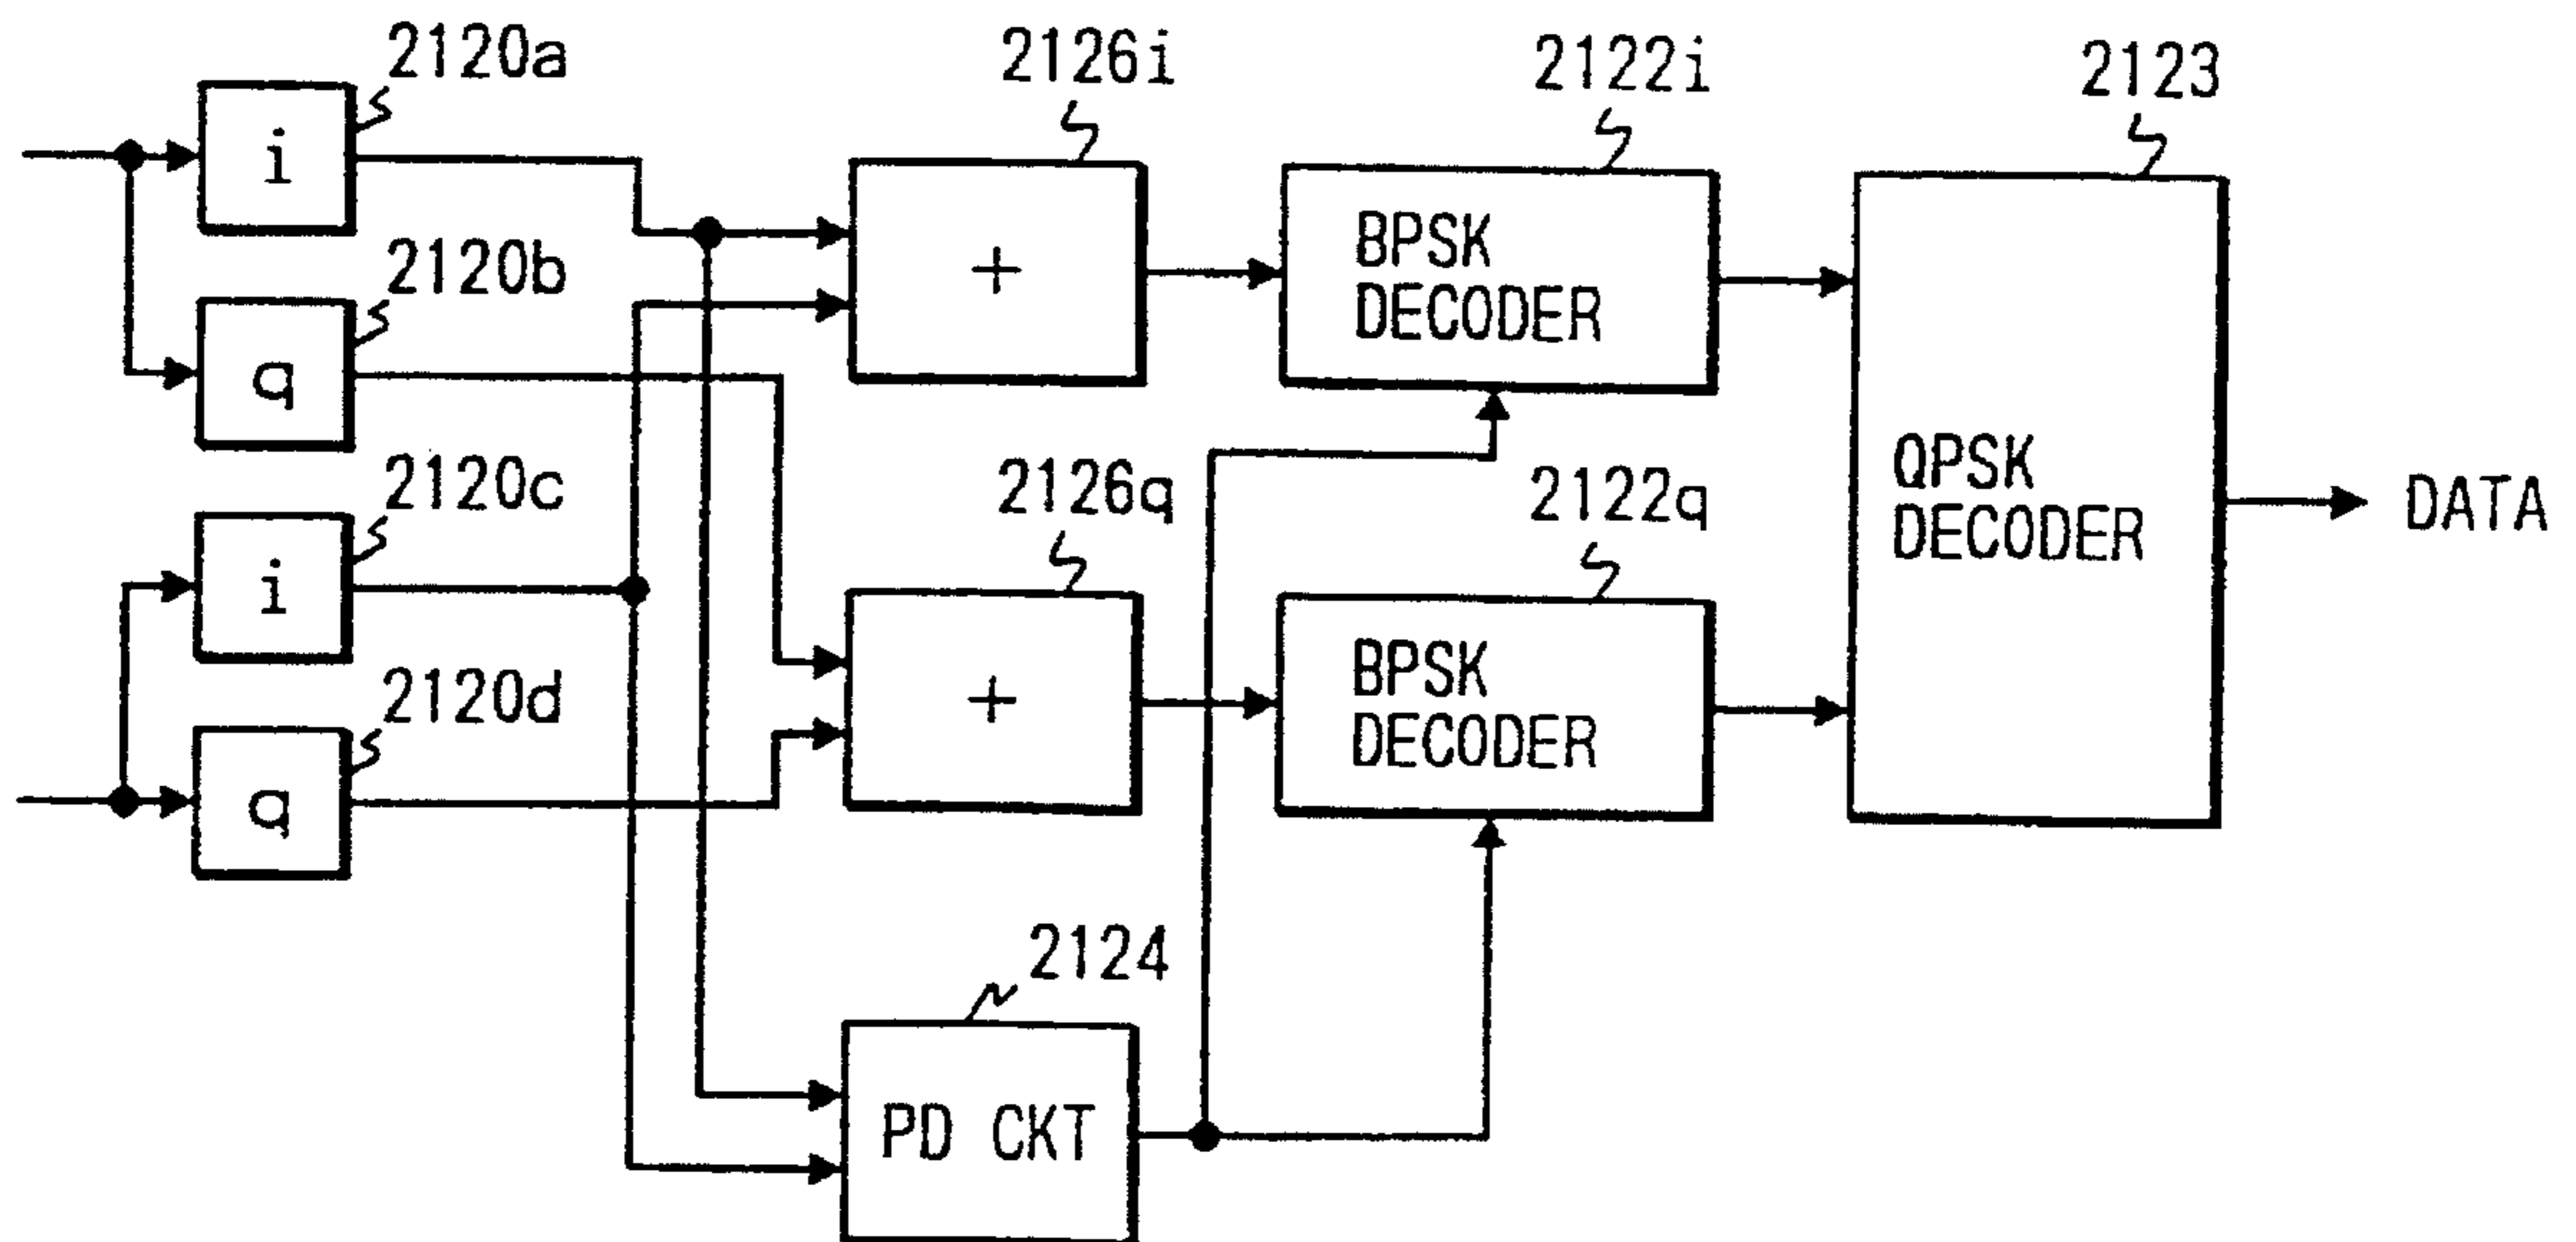 2120a
2126i
2122i
2123
i
2120b
+
BPSK
DECODER
q
2120c
2126q
2122q
QPSK
DECODER
DATA
i
2120d
+
BPSK
DECODER
q
2124
PD CKT